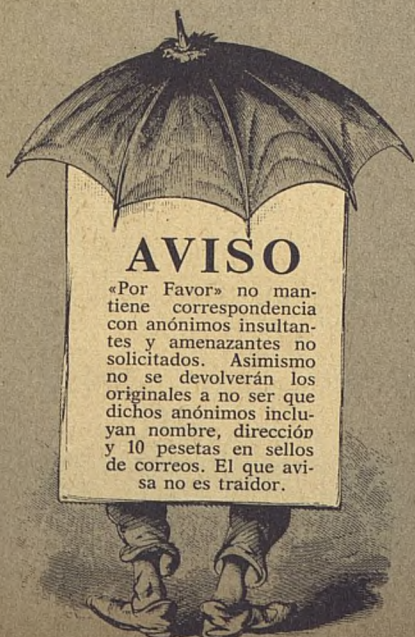 AVISO
«Por Favor» no man-
tiene correspondencia
con anónimos insultan-
tes y amenazantes no
solicitados. Asimismo
no se devolverán los
originales a no ser que
dichos anónimos inclu-
yan nombre, dirección
y 10 pesetas en sellos
de correos. El que avi-
sa no es traidor.